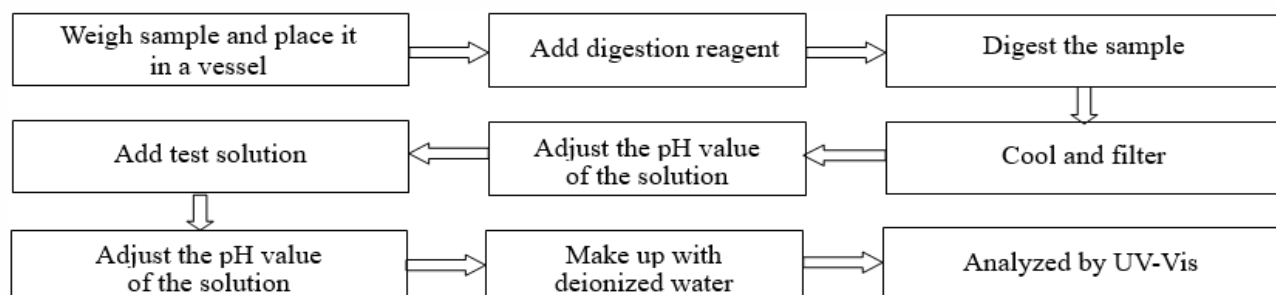 Weigh sample and place it
in a vessel
Add digestion reagent
Digest the sample
Cool and filter
Adjust the pH value
of the solution
Add test solution
Adjust the pH value
of the solution
Make up with
deionized water
Analyzed by UV-Vis